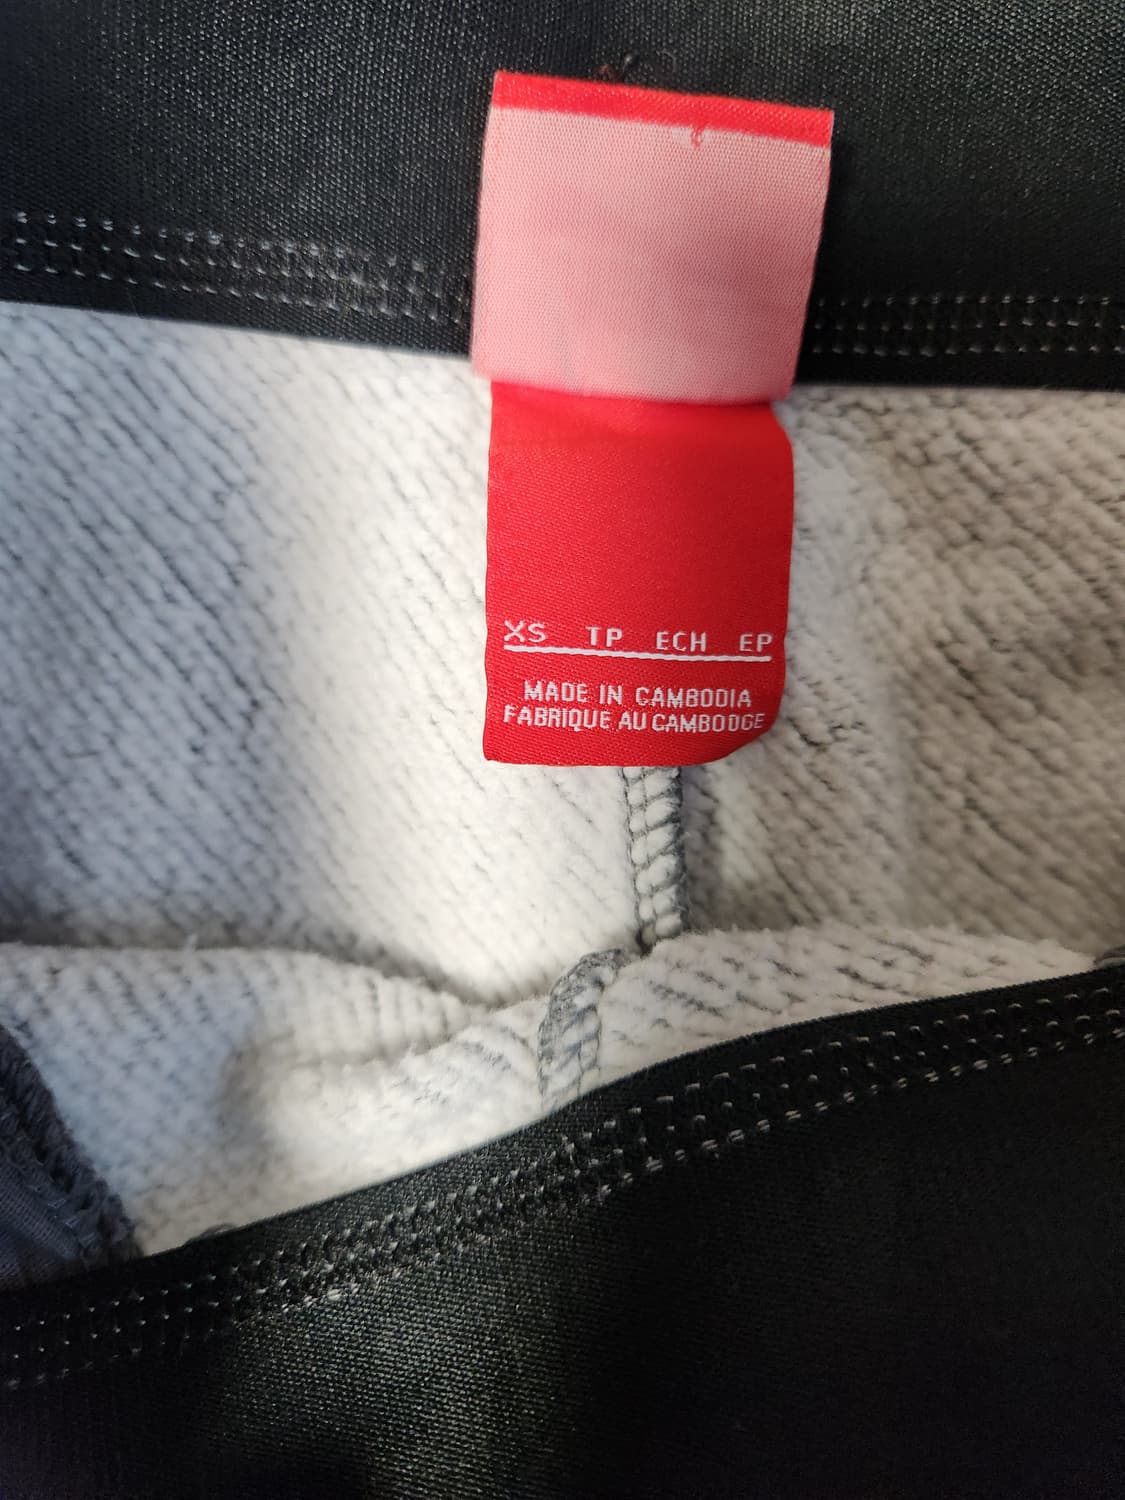 XS TP ECH EP
MADE IN CAMBODIA
FABRIQUE AU CAMBODGE